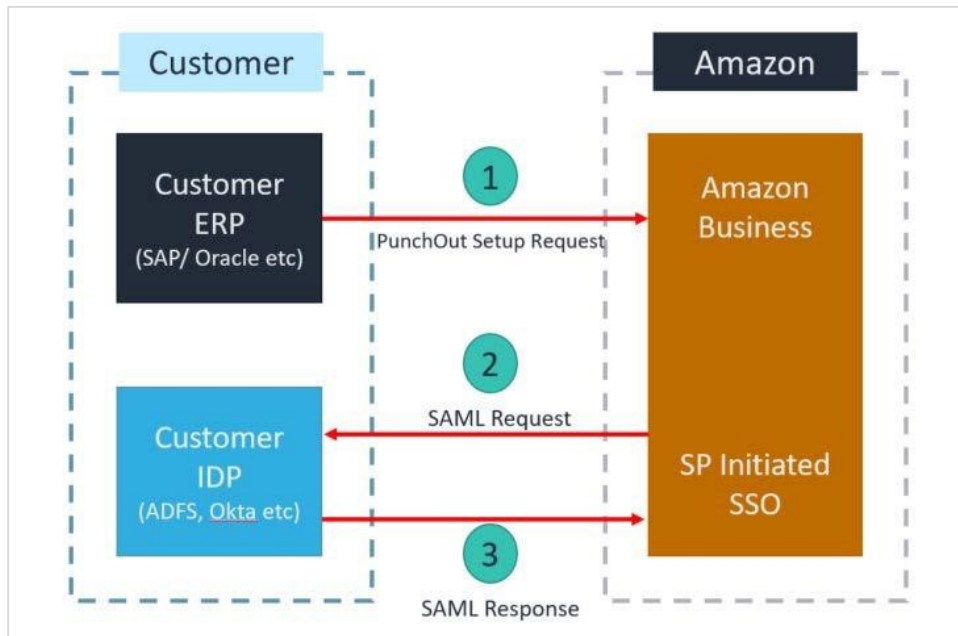 Customer
Amazon
Customer
ERP
(SAP/ Oracle etc)
1
PunchOut Setup Request
Amazon
Business
2
SAML Request
Customer
IDP
(ADFS, Okta etc)
SP Initiated
SSO
3
SAML Response